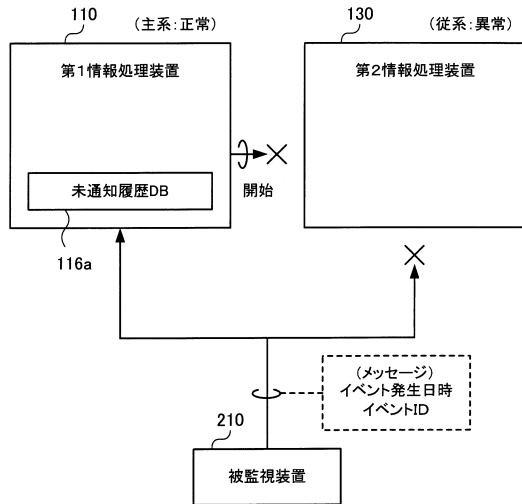 110
(主系:正常)
130
(従系:異常)
第1情報処理装置
第2情報処理装置
開始
未通知履歴DB
116a
(メッセージ)
イベント発生日時
イベントID
210
被監視装置